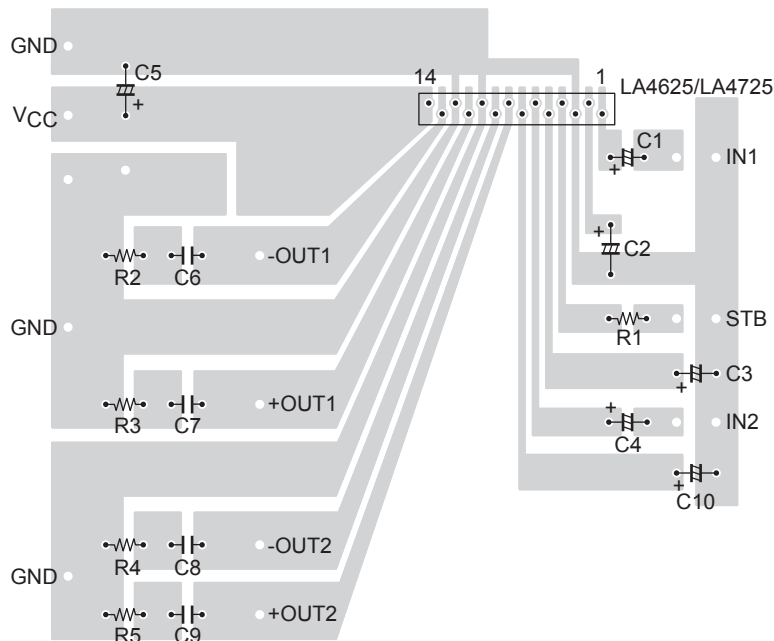 GND
C5
+
VCC
14
1
LA4625/LA4725
C1
+
IN1
+
C2
R2
C6
-OUT1
GND
R1
STB
+
C3
R3
C7
+OUT1
+
C4
IN2
+
C10
R4
C8
-OUT2
GND
R5
C9
+OUT2